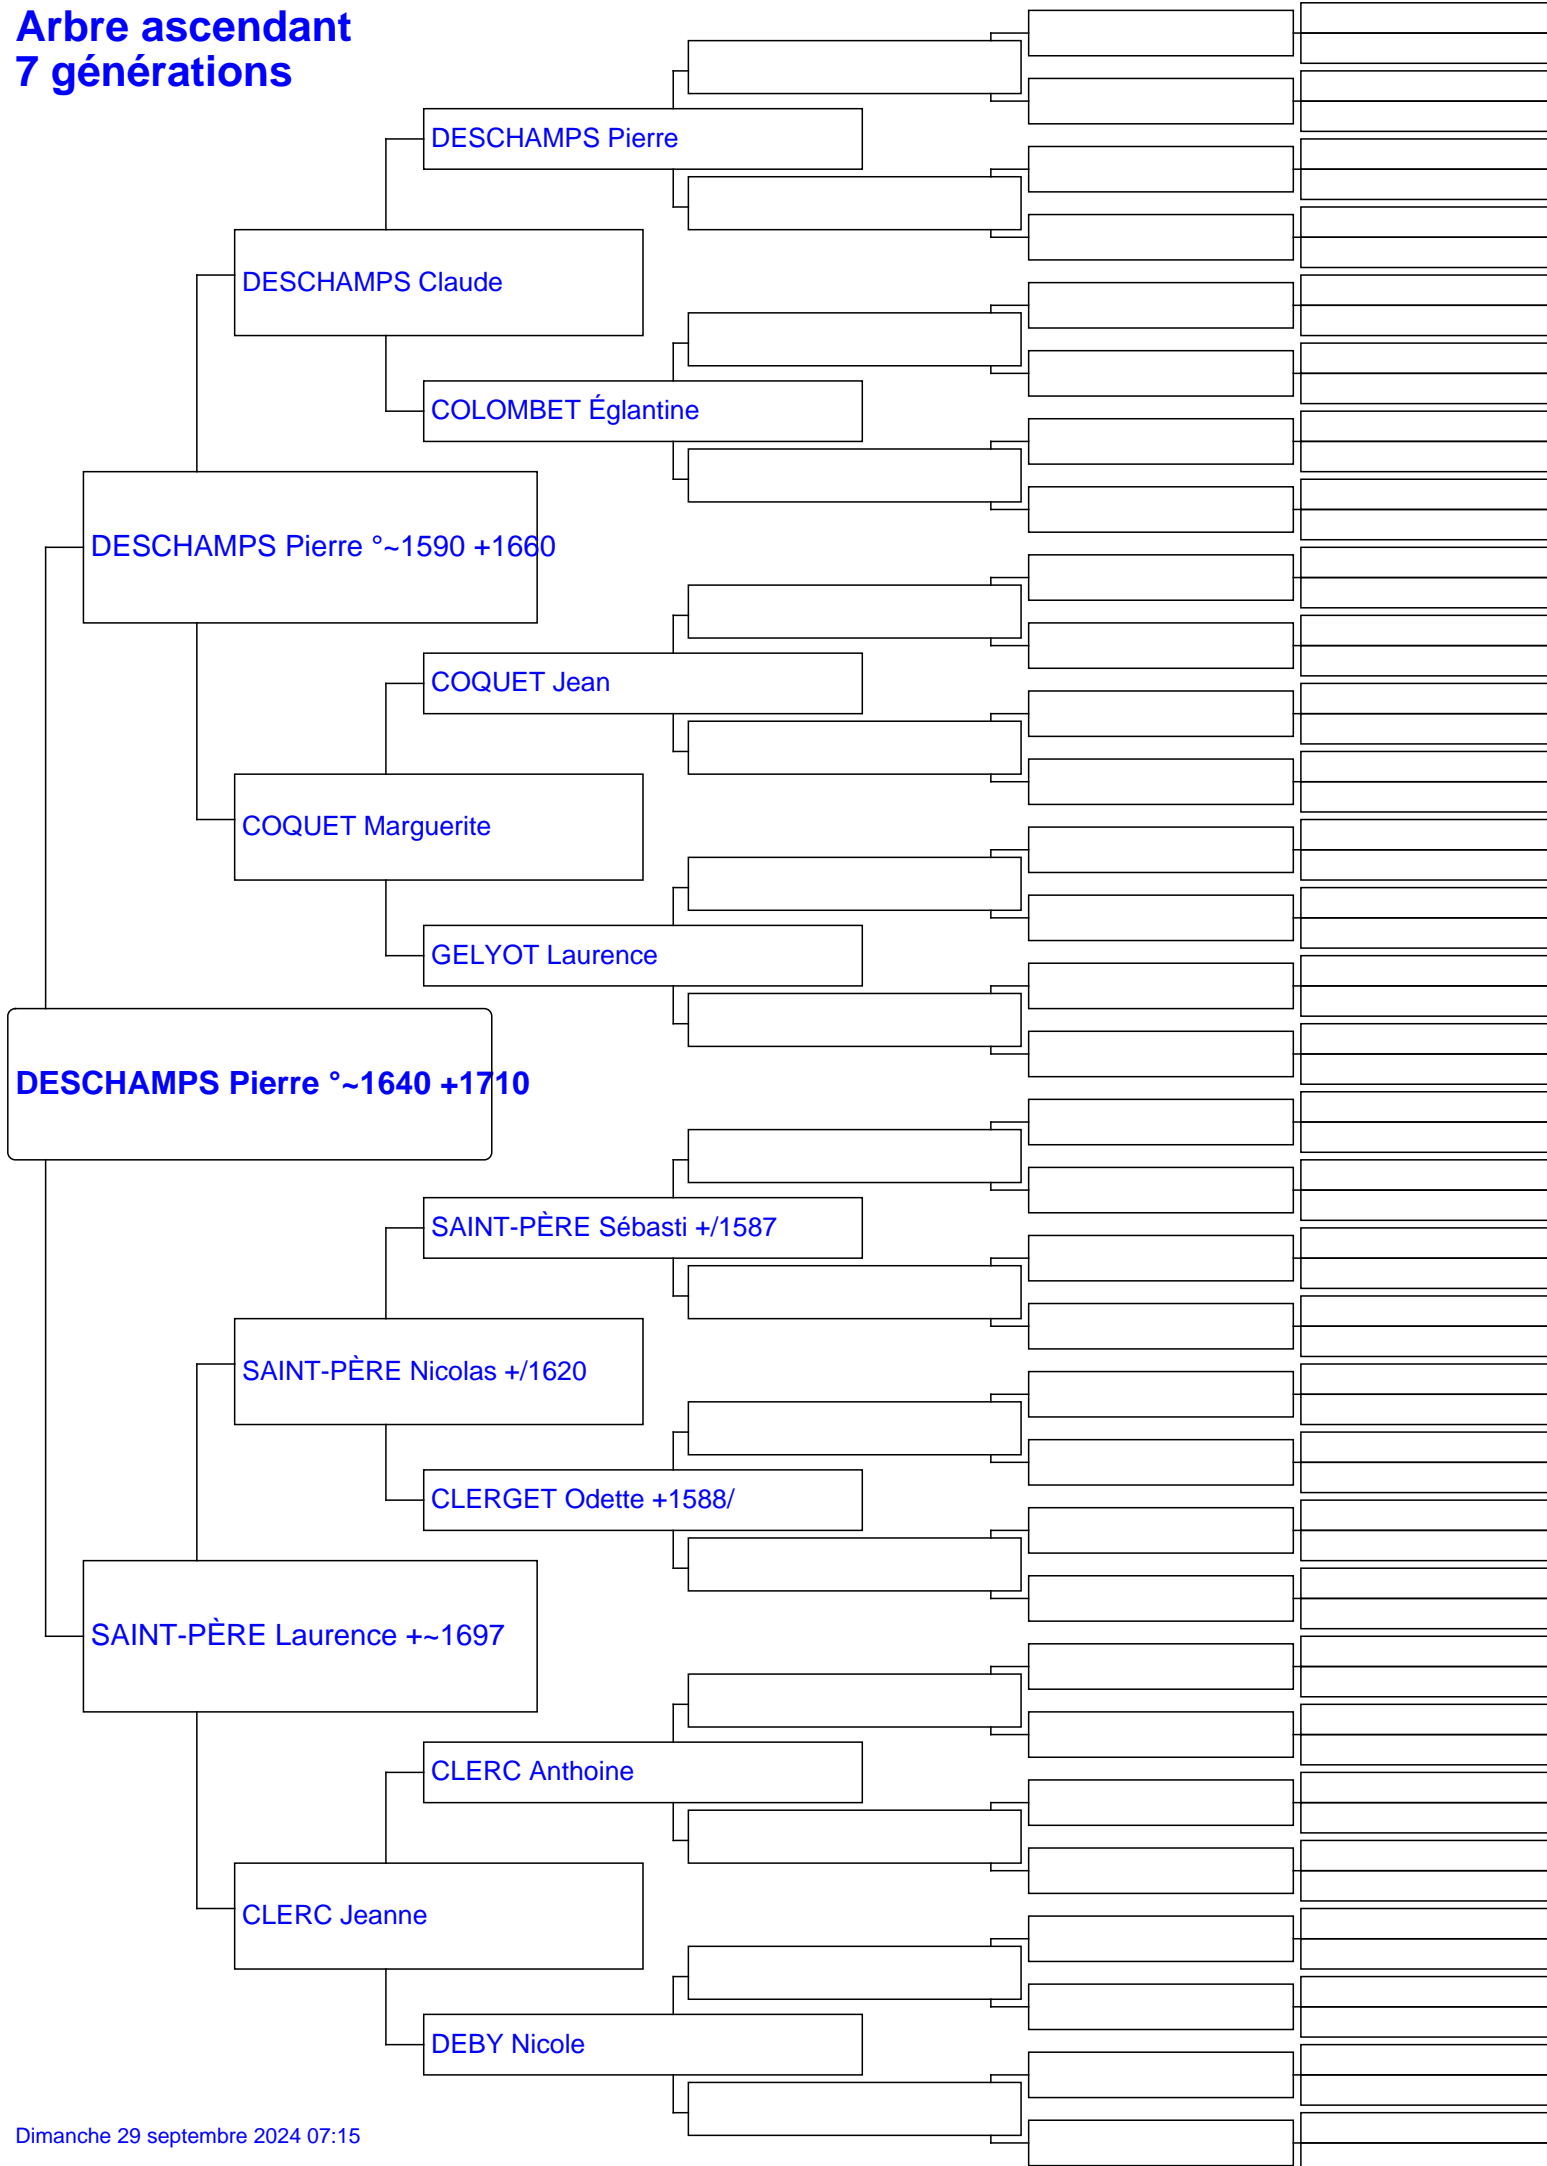 Arbre ascendant
7 générations
DESCHAMPS Pierre
DESCHAMPS Claude
COLOMBET Églantine
DESCHAMPS Pierre °~1590 +1660
COQUET Jean
COQUET Marguerite
GELYOT Laurence
DESCHAMPS Pierre °~1640 +1710
SAINT-PÈRE Sébasti +/1587
SAINT-PÈRE Nicolas +/1620
CLERGET Odette +1588/
SAINT-PÈRE Laurence +~1697
CLERC Anthoine
CLERC Jeanne
DEBY Nicole
Dimanche 29 septembre 2024 07:15